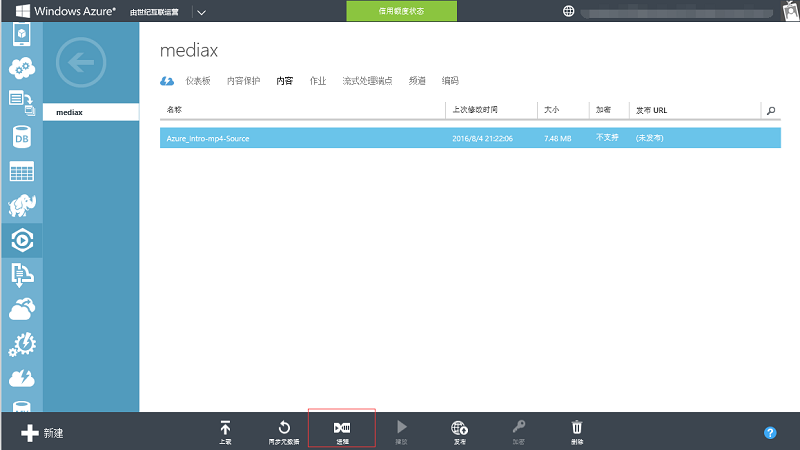 Windows Azure* 由世纪互联运营 信用额度状态
mediax
mediax
仪表板 内容保护 内容 作业 流式处理端点 频道 编码
名称 上次修改时间 大小 加密 发布 URL
Azure_Intro-mp4-Source 2016/8/4 21:22:06 7.48 MB 不支持 (未发布)
DB
新建 上载 同步元数据 进程 播放 发布 加密 删除 ?